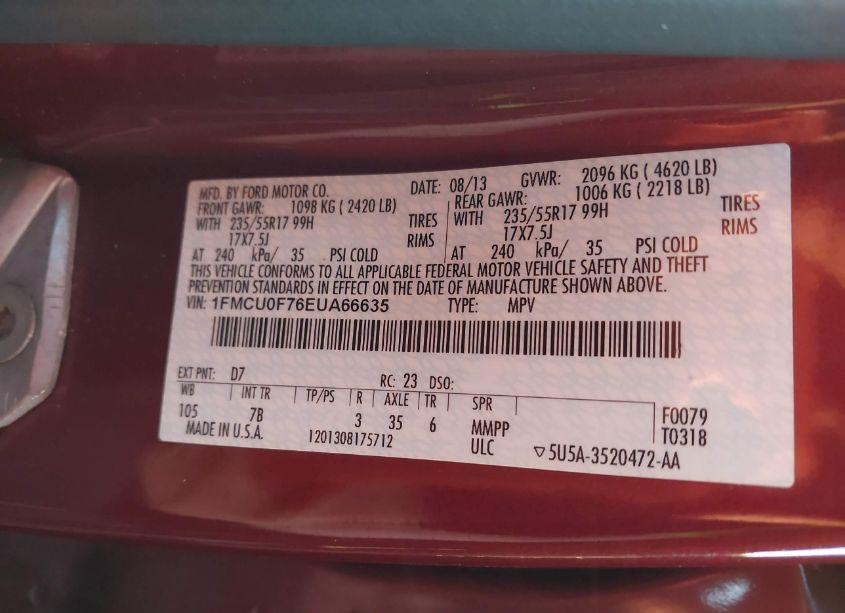 MFD. BY FORD MOTOR CO. DATE: 08/13 GVWR: 2096 KG ( 4620 LB)
FRONT GAWR: 1098 KG ( 2420 LB) REAR GAWR: 1006 KG ( 2218 LB)
WITH 235/55R17 99H TIRES WITH 235/55R17 99H TIRES
17X7.5J RIMS 17X7.5J RIMS
AT 240 kPa/ 35 PSI COLD AT 240 kPa/ 35 PSI COLD
THIS VEHICLE CONFORMS TO ALL APPLICABLE FEDERAL MOTOR VEHICLE SAFETY AND THEFT
PREVENTION STANDARDS IN EFFECT ON THE DATE OF MANUFACTURE SHOWN ABOVE.
VIN: 1FMCU0F76EUA66635 TYPE: MPV
EXT PNT: D7 RC: 23 DSO:
WB INT TR TP/PS R AXLE TR SPR
105 7B 3 35 6 MMPP F0079
MADE IN U.S.A. 1201308175712 ULC T0318
▽5U5A-3520472-AA